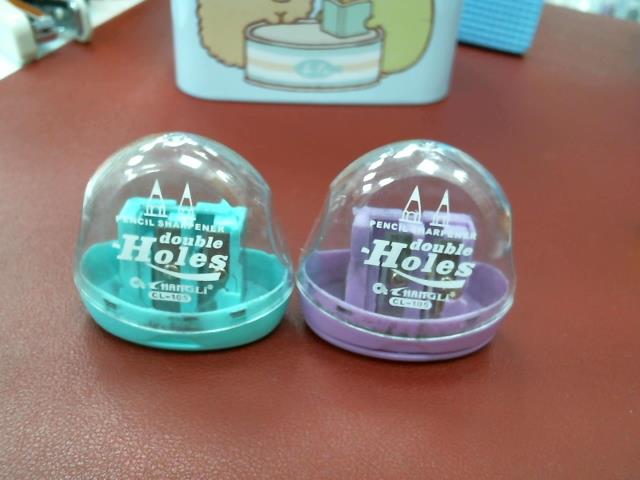 PENCIL SHARPENER
double
Holes
CHANGLI®
CL-105
PENCIL SHARPENER
double
Holes
CHANGLI®
CL-105